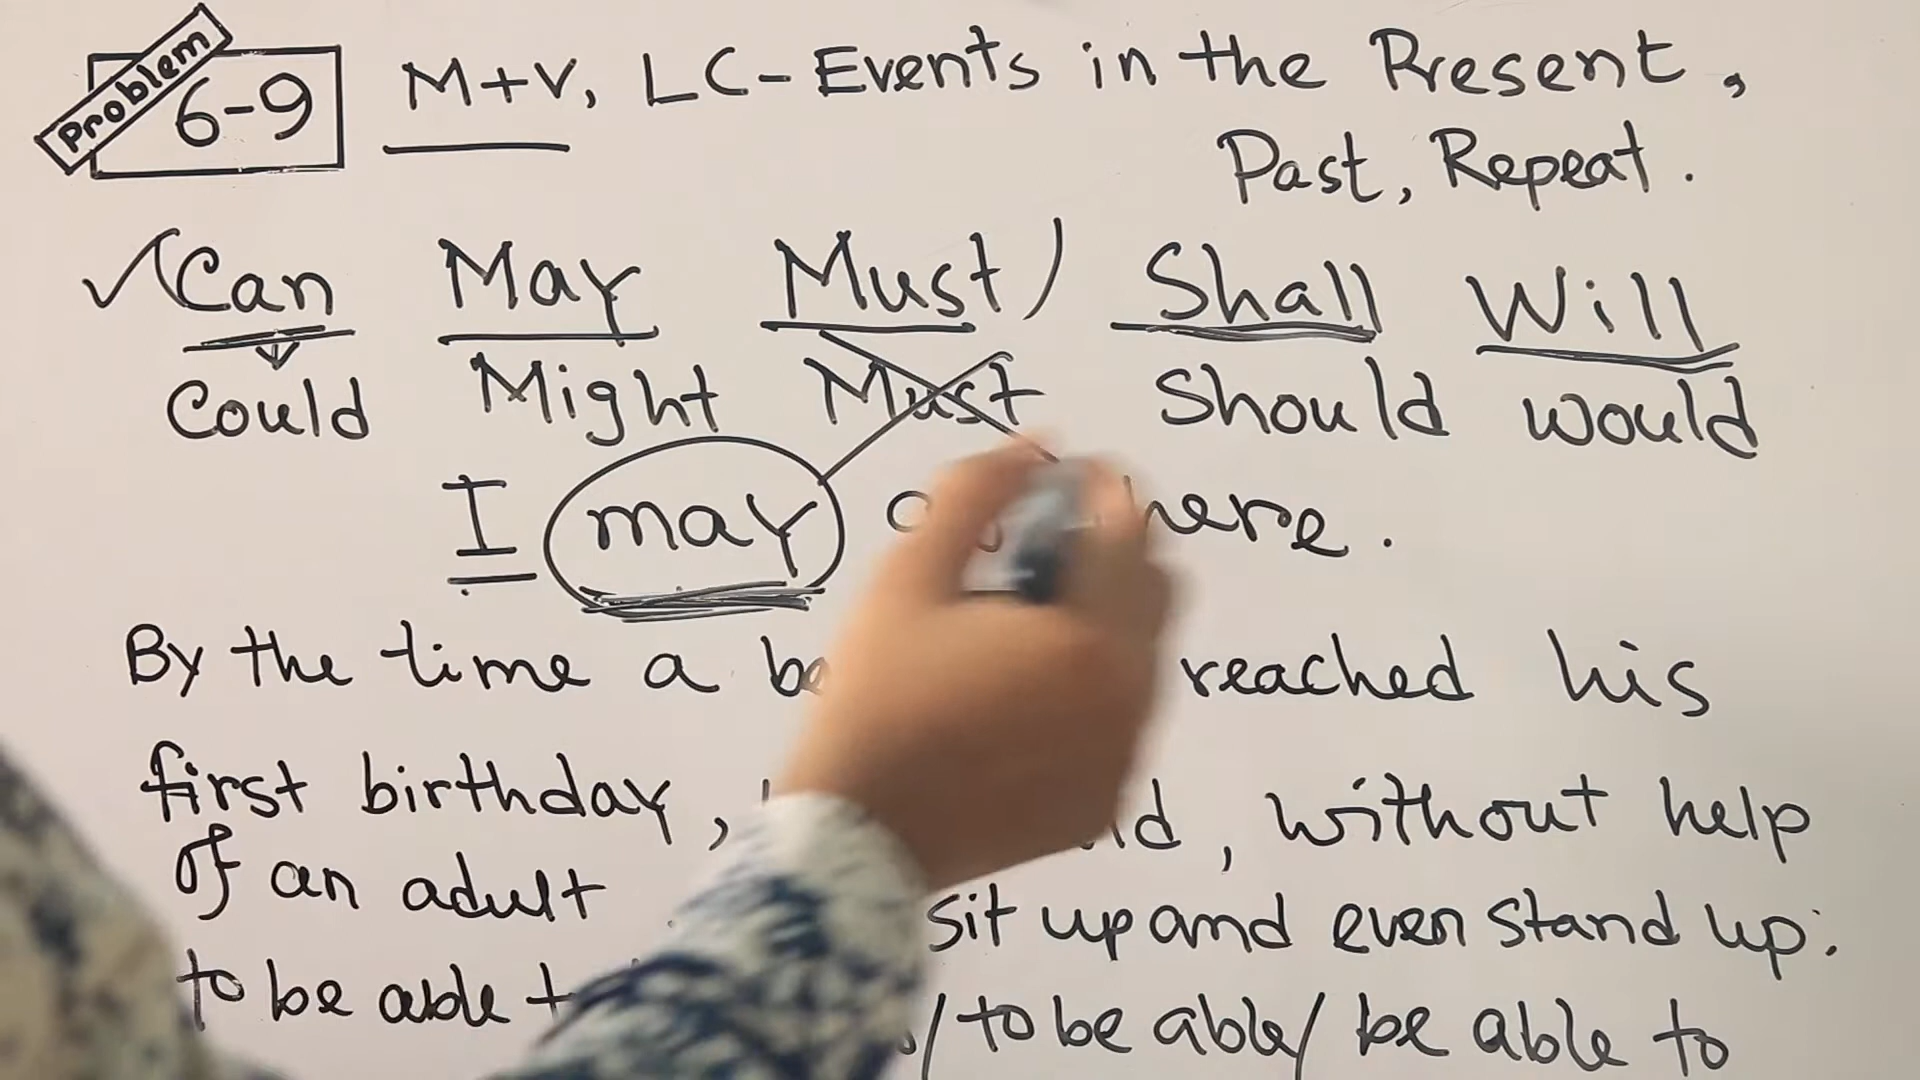 Problem
6-9
M+V, LC-Events in the Present,
Past, Repeat.
Can May Must) Shall Will
Could Might Must Should would
I may here.
By the time a reached his
first birthday, , without help
of an adult sit up and even stand up.
to be able / to be able / be able to